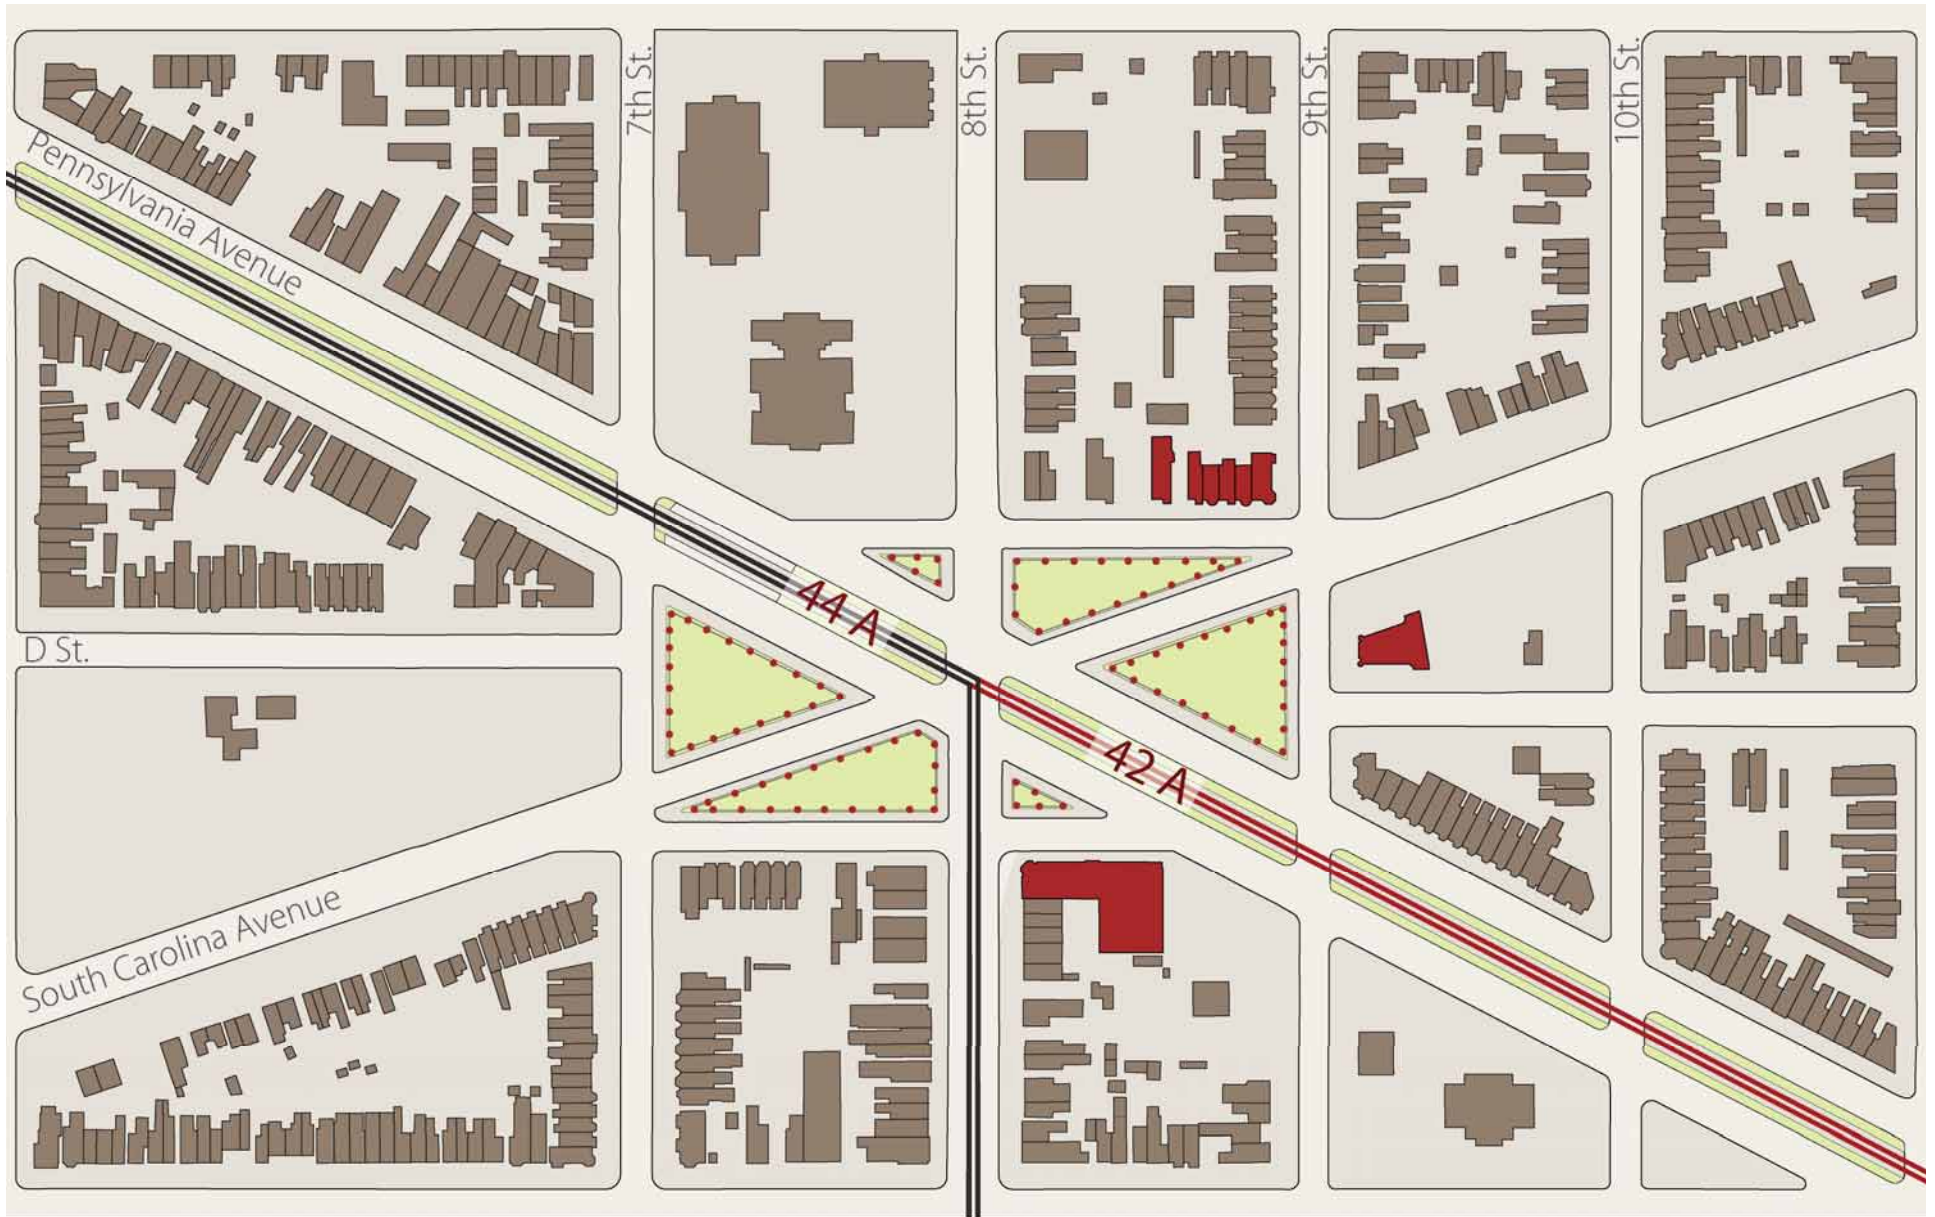 7th St.
8th St.
9th St.
10th St.
Pennsylvania Avenue
44 A
D St.
42 A
South Carolina Avenue